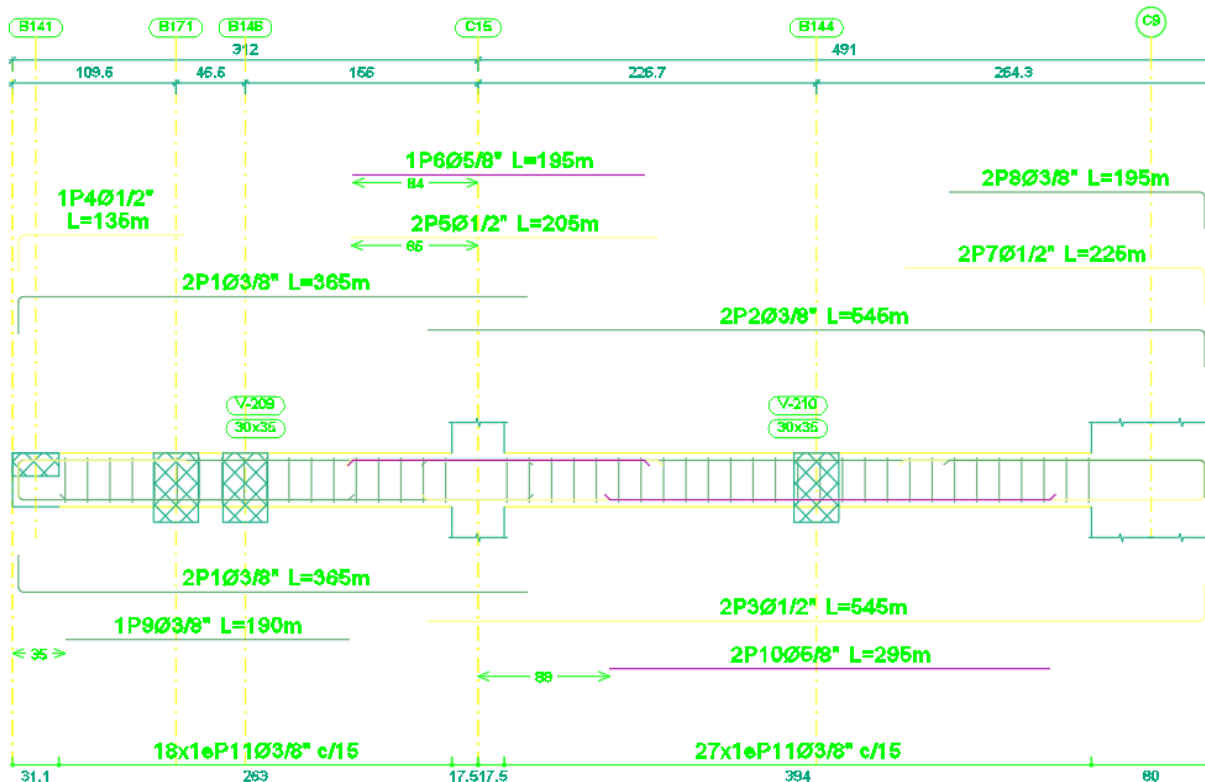 B141 B171 B146 C15 B144 C9
312 491
109.6 46.5 156 226.7 264.3
1P6Ø5/8" L=195m
84
2P8Ø3/8" L=195m
1P4Ø1/2"
L=135m
2P5Ø1/2" L=205m
65
2P7Ø1/2" L=225m
2P1Ø3/8" L=365m
2P2Ø3/8" L=545m
V-209 V-210
30x35 30x35
2P1Ø3/8" L=365m
2P3Ø1/2" L=545m
1P9Ø3/8" L=190m
35
2P10Ø5/8" L=295m
18x1eP11Ø3/8" c/15 27x1eP11Ø3/8" c/15
31.1 263 17.5 17.5 394 80